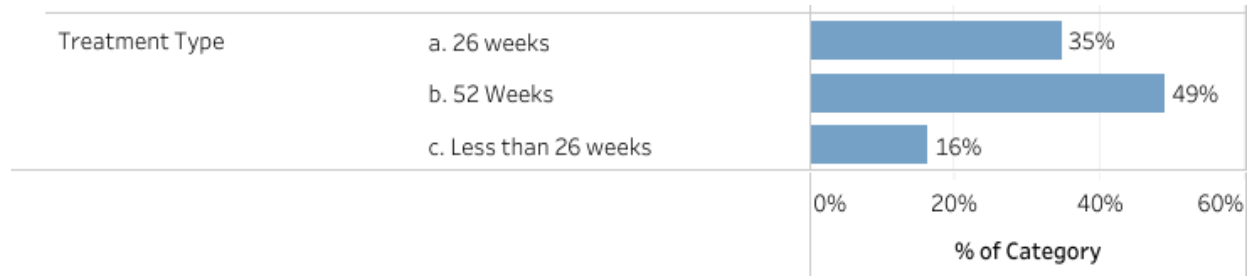 Treatment Type a. 26 weeks 35%
b. 52 Weeks 49%
c. Less than 26 weeks 16%
0% 20% 40% 60%
% of Category